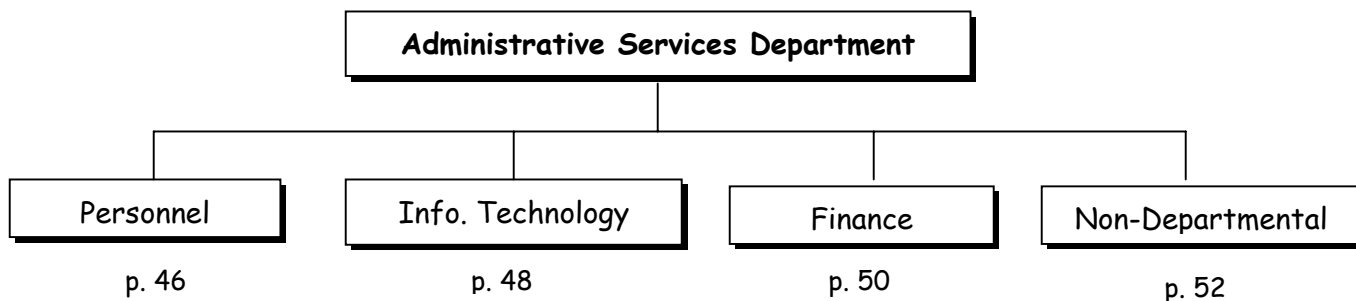 Administrative Services Department
Personnel
Info. Technology
Finance
Non-Departmental
p. 46
p. 48
p. 50
p. 52